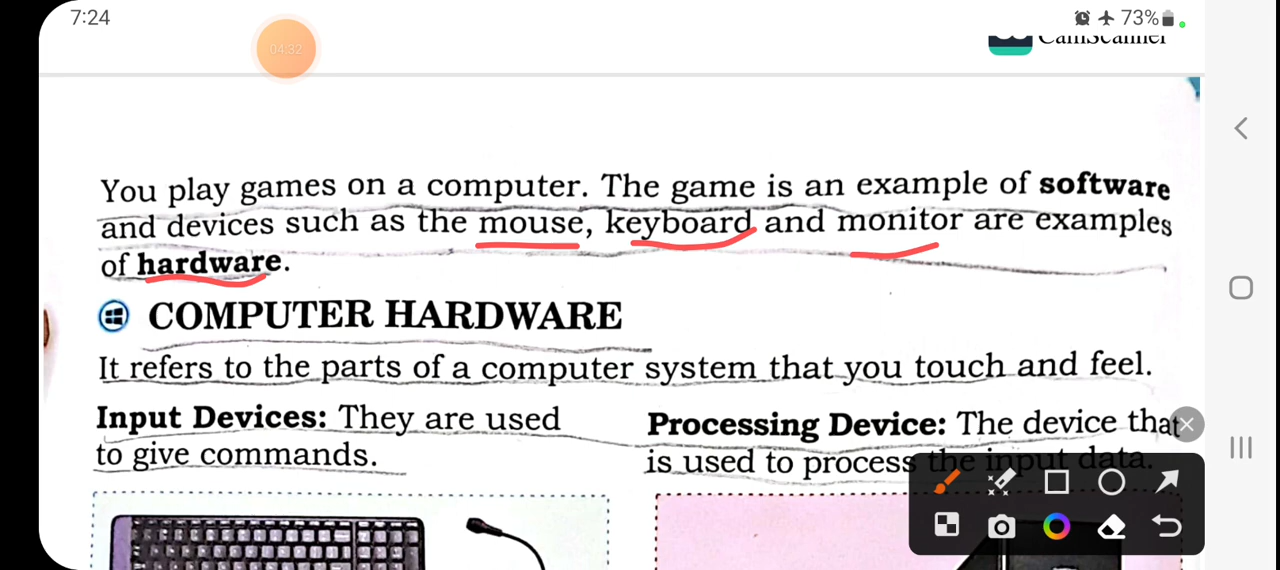 7:24
73%
04:32
CamScanner
You play games on a computer. The game is an example of software
and devices such as the mouse, keyboard and monitor are examples
of hardware.
COMPUTER HARDWARE
It refers to the parts of a computer system that you touch and feel.
Input Devices: They are used
to give commands.
Processing Device: The device that
is used to process the input data.